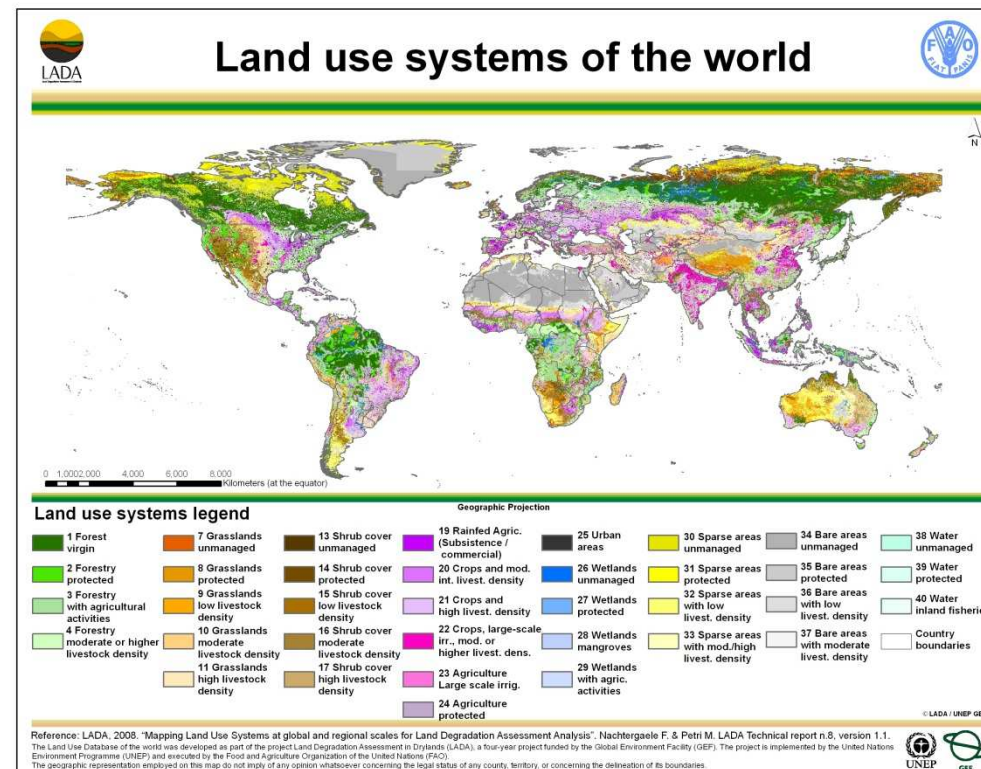 LADA
Land use systems of the world
FAO
FIAT PANIS
N
0 1,000 2,000 4,000 6,000 8,000
Kilometers (at the equator)
Geographic Projection
Land use systems legend
1 Forest
virgin
2 Forestry
protected
3 Forestry
with agricultural
activities
4 Forestry
moderate or higher
livestock density
7 Grasslands
unmanaged
8 Grasslands
protected
9 Grasslands
low livestock
density
10 Grasslands
moderate
livestock density
11 Grasslands
high livestock
density
13 Shrub cover
unmanaged
14 Shrub cover
protected
15 Shrub cover
low livestock
density
16 Shrub cover
moderate
livestock density
17 Shrub cover
high livestock
density
19 Rainfed Agric.
(Subsistence /
commercial)
20 Crops and mod.
int. livest. density
21 Crops and
high livest. density
22 Crops, large-scale
irr., mod. or
higher livest. dens.
23 Agriculture
Large scale irrig.
24 Agriculture
protected
25 Urban
areas
26 Wetlands
unmanaged
27 Wetlands
protected
28 Wetlands
mangroves
29 Wetlands
with agric.
activities
30 Sparse areas
unmanaged
31 Sparse areas
protected
32 Sparse areas
with low
livest. density
33 Sparse areas
with mod./high
livest. density
34 Bare areas
unmanaged
35 Bare areas
protected
36 Bare areas
with low
livest. density
37 Bare areas
with moderate
livest. density
38 Water
unmanaged
39 Water
protected
40 Water
inland fisherie
Country
boundaries
© LADA / UNEP GE
Reference: LADA, 2008. "Mapping Land Use Systems at global and regional scales for Land Degradation Assessment Analysis". Nachtergaele F. & Petri M. LADA Technical report n.8, version 1.1.
The Land Use Database of the world was developed as part of the project Land Degradation Assessment in Drylands (LADA), a four-year project funded by the Global Environment Facility (GEF). The project is implemented by the United Nations
Environment Programme (UNEP) and executed by the Food and Agriculture Organization of the United Nations (FAO).
The geographic representation employed on this map do not imply of any opinion whatsoever concerning the legal status of any county, territory, or concerning the delineation of its boundaries.
UNEP
GEF